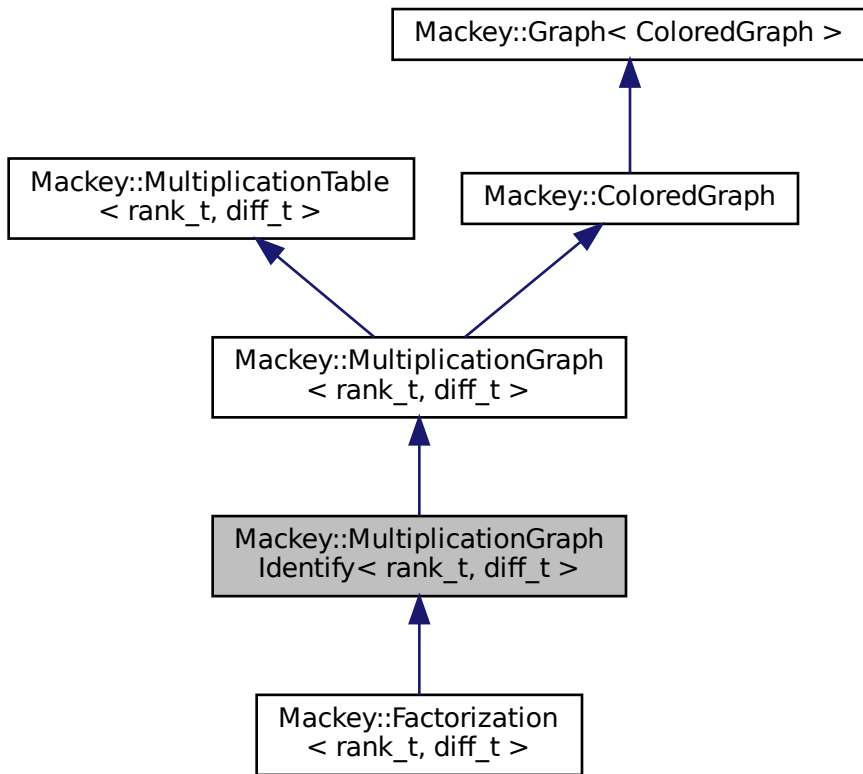 Mackey::Graph< ColoredGraph >
Mackey::MultiplicationTable
< rank_t, diff_t >
Mackey::ColoredGraph
Mackey::MultiplicationGraph
< rank_t, diff_t >
Mackey::MultiplicationGraph
Identify< rank_t, diff_t >
Mackey::Factorization
< rank_t, diff_t >